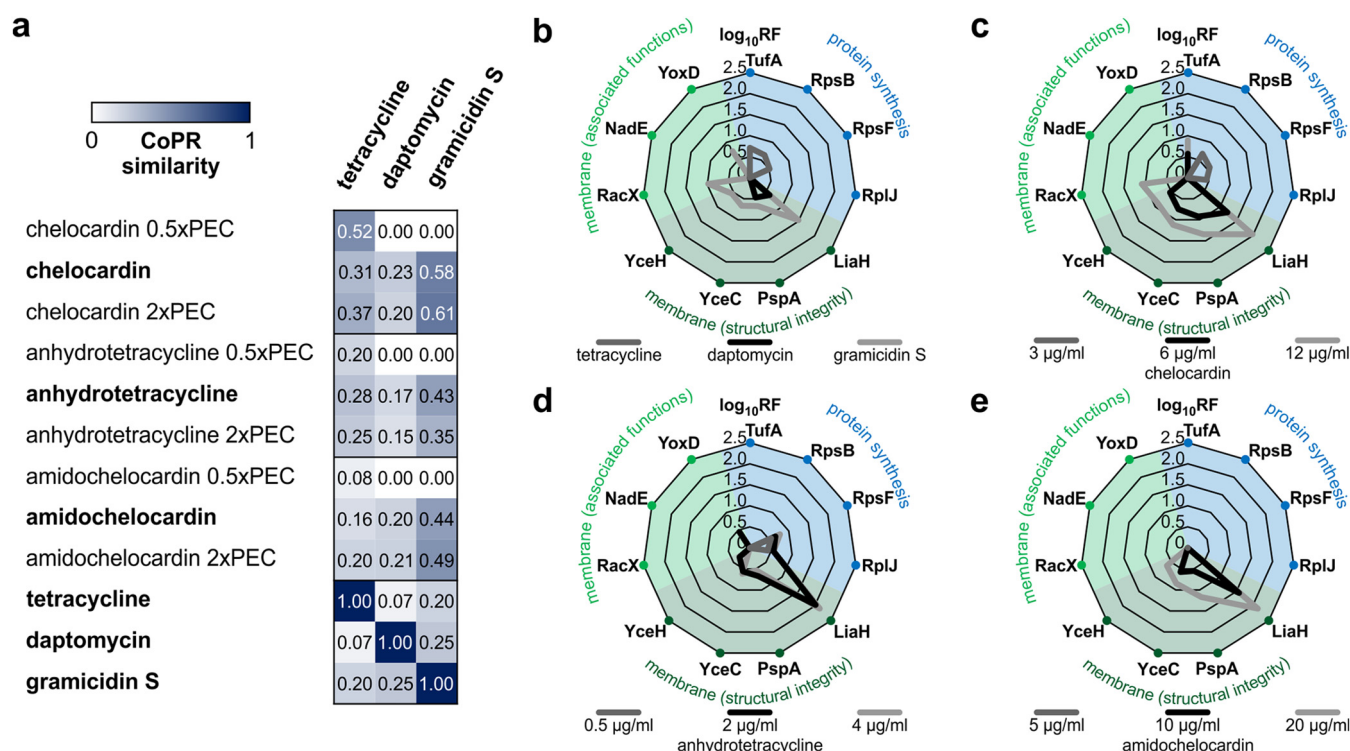 a
0 1
CoPR
similarity
tetracycline
daptomycin
gramicidin S
chelocardin 0.5xPEC 0.52 0.00 0.00
chelocardin 0.31 0.23 0.58
chelocardin 2xPEC 0.37 0.20 0.61
anhydrotetracycline 0.5xPEC 0.20 0.00 0.00
anhydrotetracycline 0.28 0.17 0.43
anhydrotetracycline 2xPEC 0.25 0.15 0.35
amidochelocardin 0.5xPEC 0.08 0.00 0.00
amidochelocardin 0.16 0.20 0.44
amidochelocardin 2xPEC 0.20 0.21 0.49
tetracycline 1.00 0.07 0.20
daptomycin 0.07 1.00 0.25
gramicidin S 0.20 0.25 1.00
b
membrane (associated functions)
protein synthesis
membrane (structural integrity)
log10RF
2.5
2.0
1.5
1.0
0.5
0
TufA
RpsB
RpsF
RplJ
LiaH
PspA
YceC
YceH
RacX
NadE
YoxD
tetracycline daptomycin gramicidin S
c
membrane (associated functions)
protein synthesis
membrane (structural integrity)
log10RF
2.5
2.0
1.5
1.0
0.5
0
TufA
RpsB
RpsF
RplJ
LiaH
PspA
YceC
YceH
RacX
NadE
YoxD
3 µg/ml 6 µg/ml 12 µg/ml
chelocardin
d
membrane (associated functions)
protein synthesis
membrane (structural integrity)
log10RF
2.5
2.0
1.5
1.0
0.5
0
TufA
RpsB
RpsF
RplJ
LiaH
PspA
YceC
YceH
RacX
NadE
YoxD
0.5 µg/ml 2 µg/ml 4 µg/ml
anhydrotetracycline
e
membrane (associated functions)
protein synthesis
membrane (structural integrity)
log10RF
2.5
2.0
1.5
1.0
0.5
0
TufA
RpsB
RpsF
RplJ
LiaH
PspA
YceC
YceH
RacX
NadE
YoxD
5 µg/ml 10 µg/ml 20 µg/ml
amidochelocardin